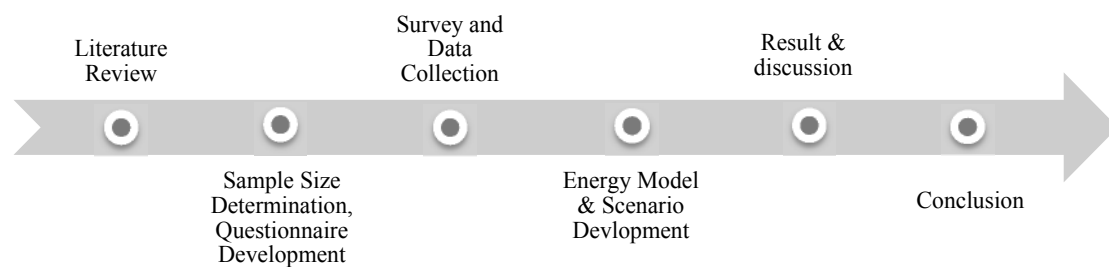 Literature
Review
Sample Size
Determination,
Questionnaire
Development
Survey and
Data
Collection
Energy Model
& Scenario
Devlopment
Result &
discussion
Conclusion